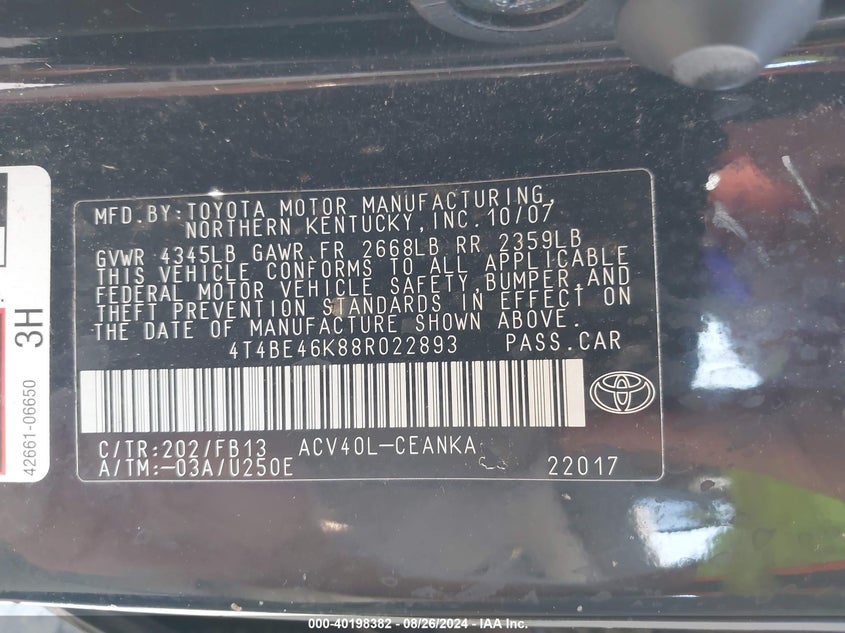 MFD.BY:TOYOTA MOTOR MANUFACTURING,
NORTHERN KENTUCKY,INC.10/07
GVWR 4345LB GAWR FR 2668LB RR 2359LB
THIS VEHICLE CONFORMS TO ALL APPLICABLE
FEDERAL MOTOR VEHICLE SAFETY,BUMPER,AND
THEFT PREVENTION STANDARDS IN EFFECT ON
THE DATE OF MANUFACTURE SHOWN ABOVE.
4T4BE46K88R022893 PASS.CAR
C/TR:202/FB13 ACV40L-CEANKA
A/TM:-03A/U250E 22017
42661-06650 3H
000-40198382 - 08/26/2024 - IAA Inc.